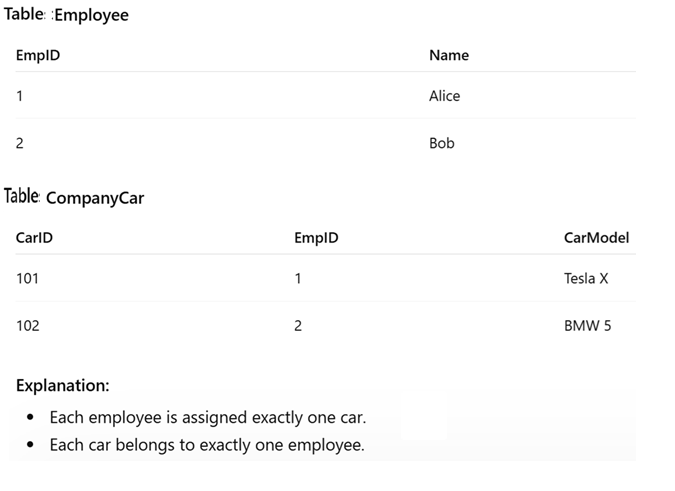 Table: :Employee
EmpID Name
1 Alice
2 Bob
Table: CompanyCar
CarID EmpID CarModel
101 1 Tesla X
102 2 BMW 5
Explanation:
• Each employee is assigned exactly one car.
• Each car belongs to exactly one employee.